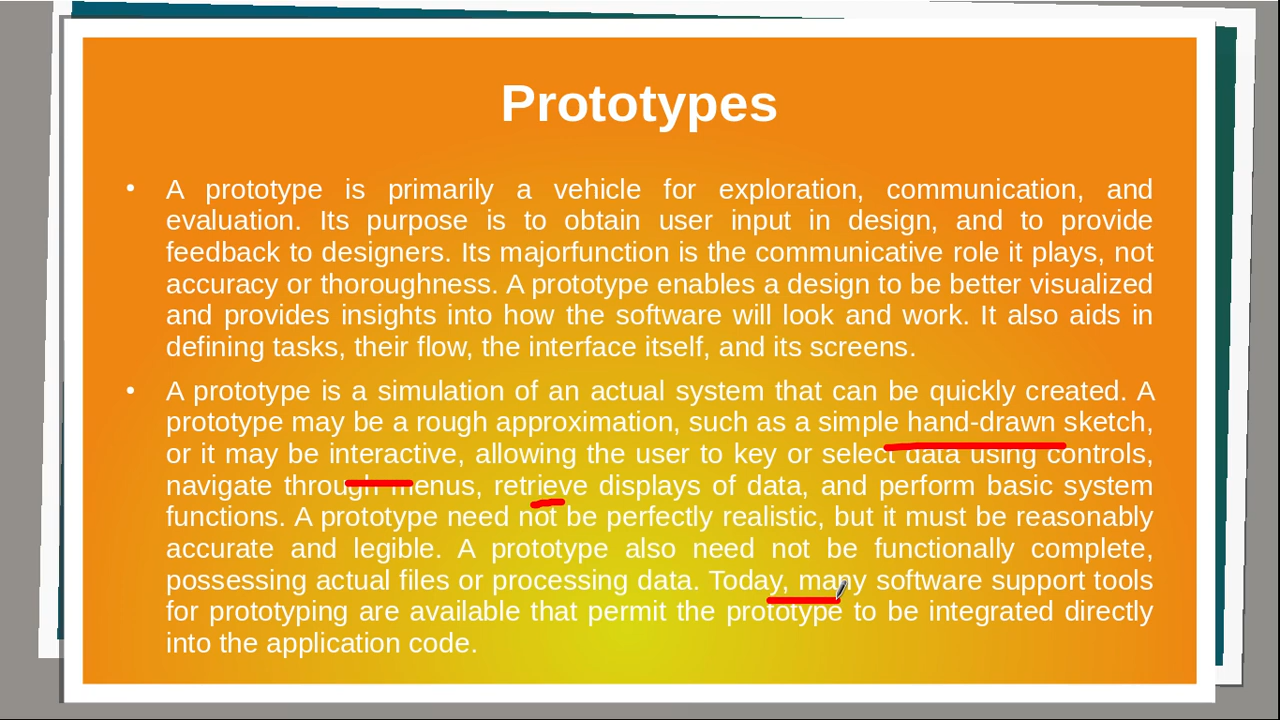 Prototypes
• A prototype is primarily a vehicle for exploration, communication, and
evaluation. Its purpose is to obtain user input in design, and to provide
feedback to designers. Its majorfunction is the communicative role it plays, not
accuracy or thoroughness. A prototype enables a design to be better visualized
and provides insights into how the software will look and work. It also aids in
defining tasks, their flow, the interface itself, and its screens.
• A prototype is a simulation of an actual system that can be quickly created. A
prototype may be a rough approximation, such as a simple hand-drawn sketch,
or it may be interactive, allowing the user to key or select data using controls,
navigate through menus, retrieve displays of data, and perform basic system
functions. A prototype need not be perfectly realistic, but it must be reasonably
accurate and legible. A prototype also need not be functionally complete,
possessing actual files or processing data. Today, many software support tools
for prototyping are available that permit the prototype to be integrated directly
into the application code.